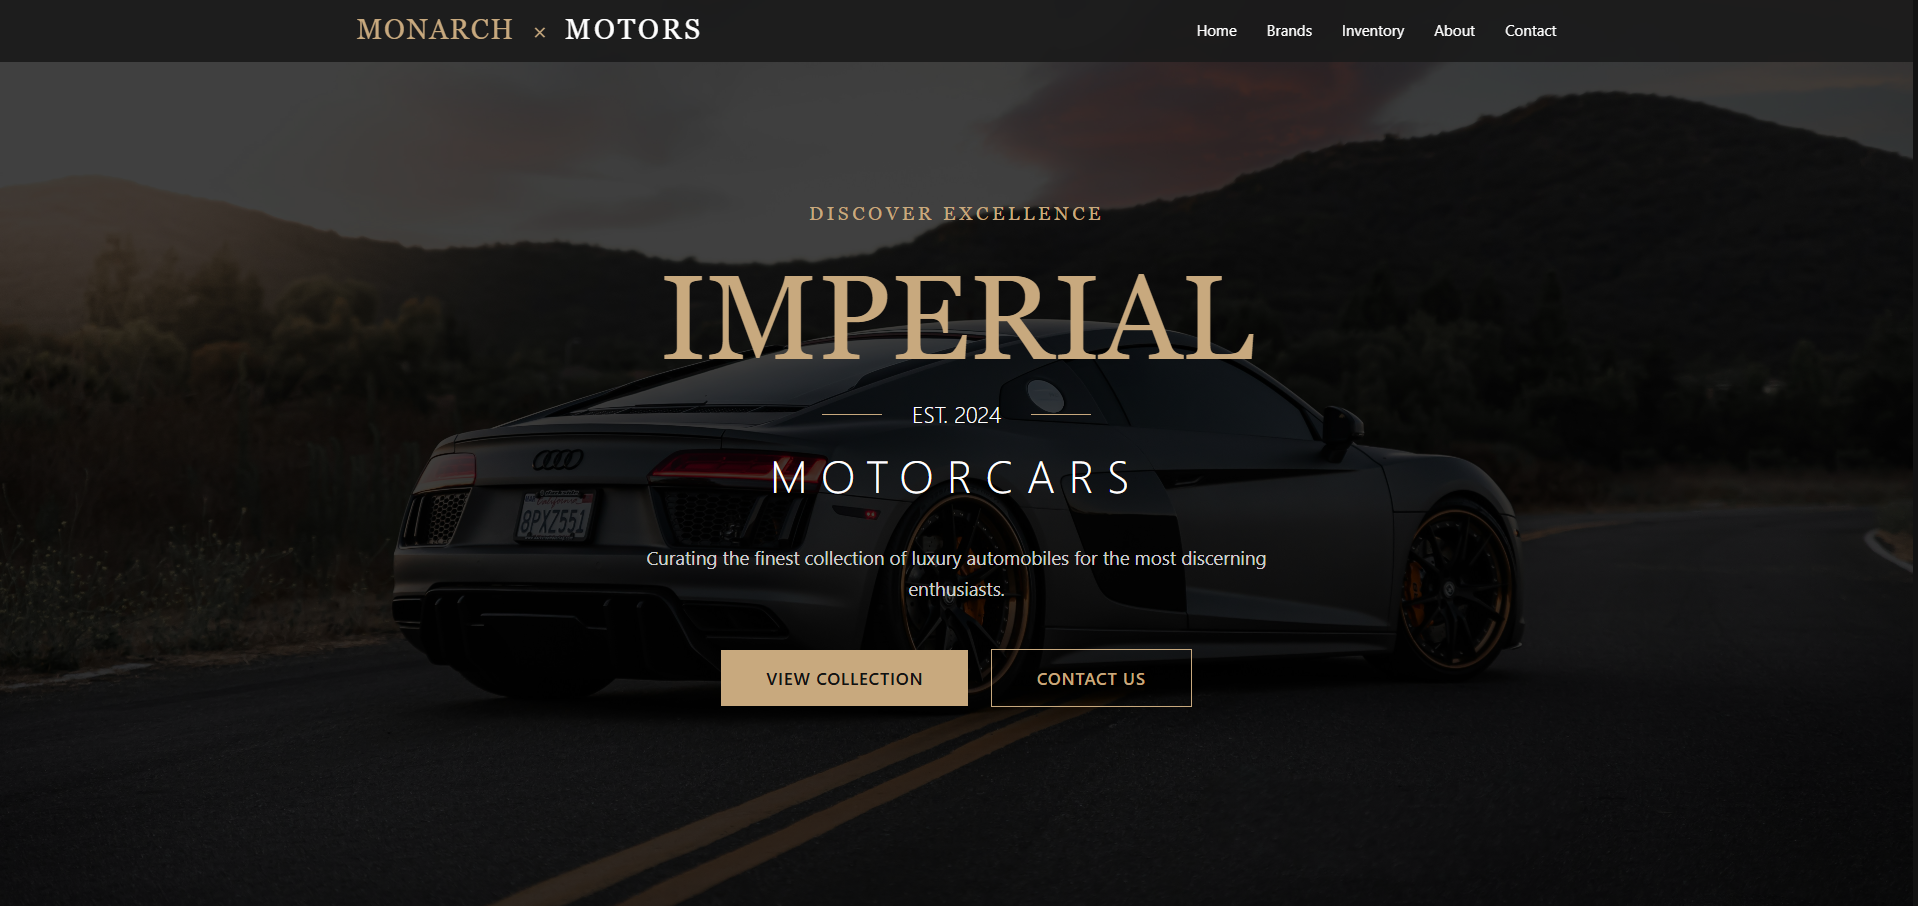 MONARCH × MOTORS
Home Brands Inventory About Contact
DISCOVER EXCELLENCE
IMPERIAL
EST. 2024
MOTORCARS
8PXZ551
Curating the finest collection of luxury automobiles for the most discerning
enthusiasts.
VIEW COLLECTION
CONTACT US